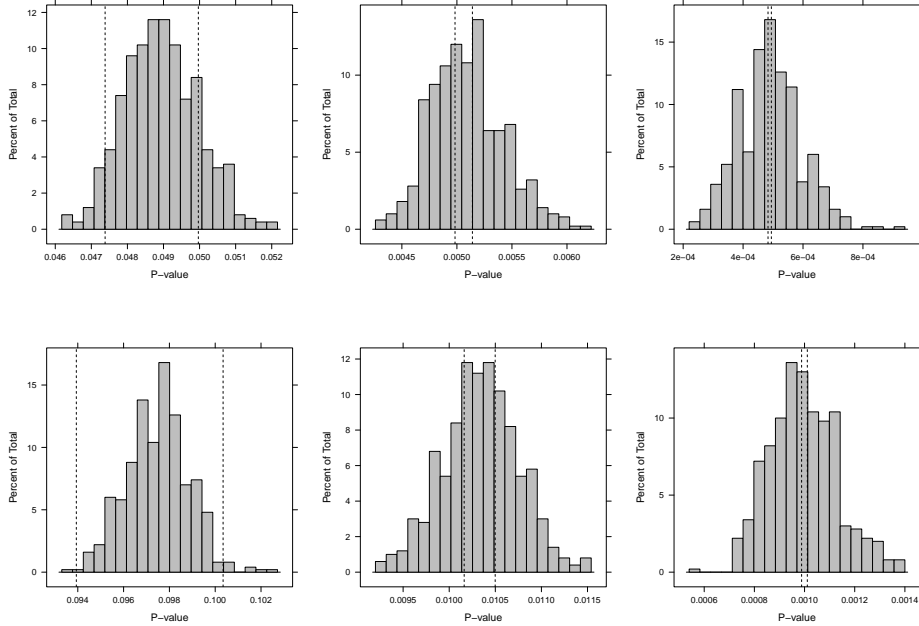 12
10
8
6
4
2
0
Percent of Total
0.046 0.047 0.048 0.049 0.050 0.051 0.052
P−value
10
5
0
Percent of Total
0.0045 0.0050 0.0055 0.0060
P−value
15
10
5
0
Percent of Total
2e−04 4e−04 6e−04 8e−04
P−value
15
10
5
0
Percent of Total
0.094 0.096 0.098 0.100 0.102
P−value
12
10
8
6
4
2
0
Percent of Total
0.0095 0.0100 0.0105 0.0110 0.0115
P−value
10
5
0
Percent of Total
0.0006 0.0008 0.0010 0.0012 0.0014
P−value